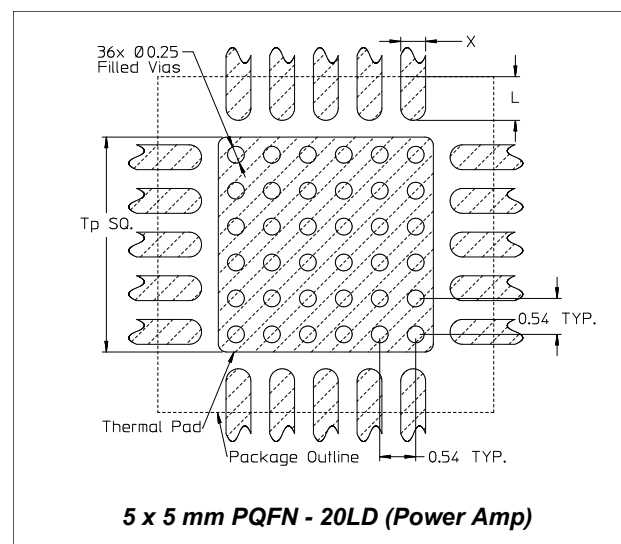 36x Ø0.25
Filled Vias
X
L
Tp SQ.
0.54 TYP.
Thermal Pad
Package Outline
0.54 TYP.
5 x 5 mm PQFN - 20LD (Power Amp)